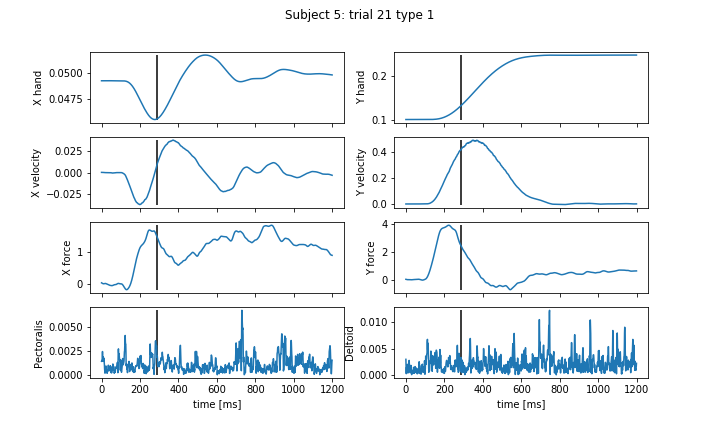 Subject 5: trial 21 type 1
X hand
0.0500
0.0475
Y hand
0.2
0.1
X velocity
0.025
0.000
−0.025
Y velocity
0.4
0.2
0.0
X force
1
0
Y force
4
2
0
Pectoralis
0.0050
0.0025
0.0000
0 200 400 600 800 1000 1200
time [ms]
Deltoid
0.010
0.005
0.000
0 200 400 600 800 1000 1200
time [ms]